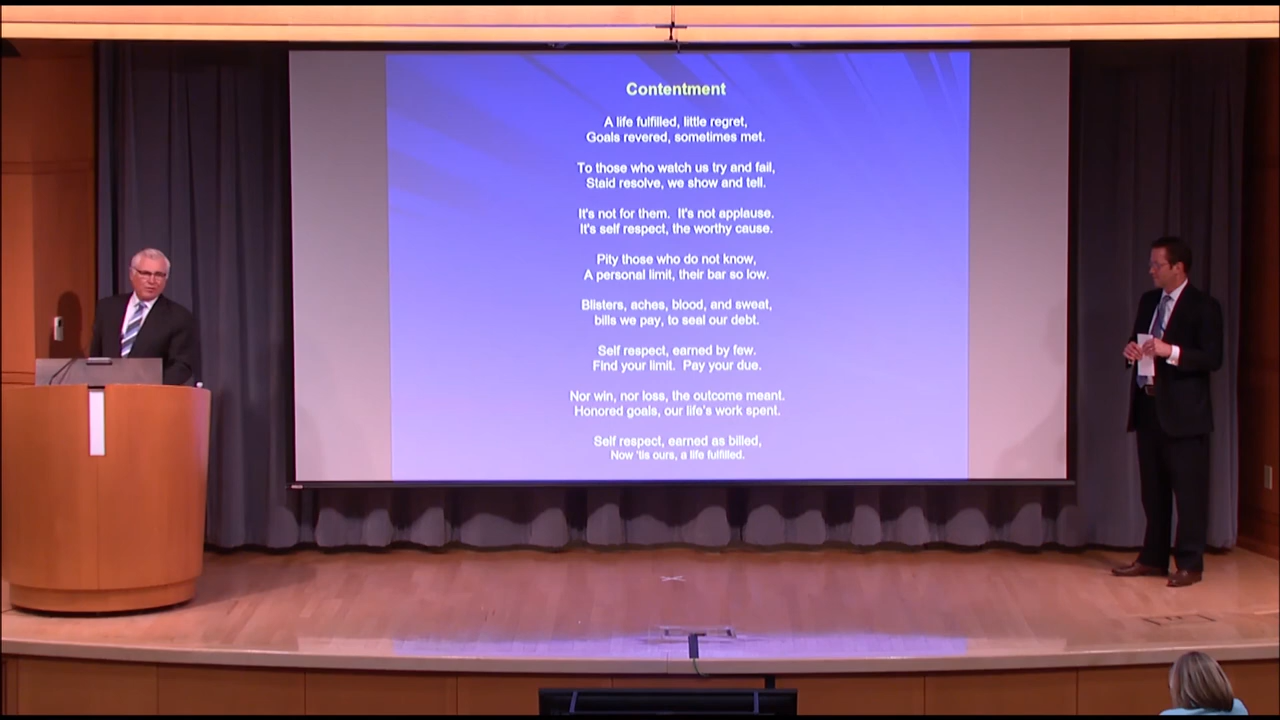 Contentment
A life fulfilled, little regret,
Goals revered, sometimes met.
To those who watch us try and fail,
Staid resolve, we show and tell.
It's not for them.  It's not applause.
It's self respect, the worthy cause.
Pity those who do not know,
A personal limit, their bar so low.
Blisters, aches, blood, and sweat,
bills we pay, to seal our debt.
Self respect, earned by few.
Find your limit.  Pay your due.
Nor win, nor loss, the outcome meant.
Honored goals, our life's work spent.
Self respect, earned as billed,
Now 'tis ours, a life fulfilled.